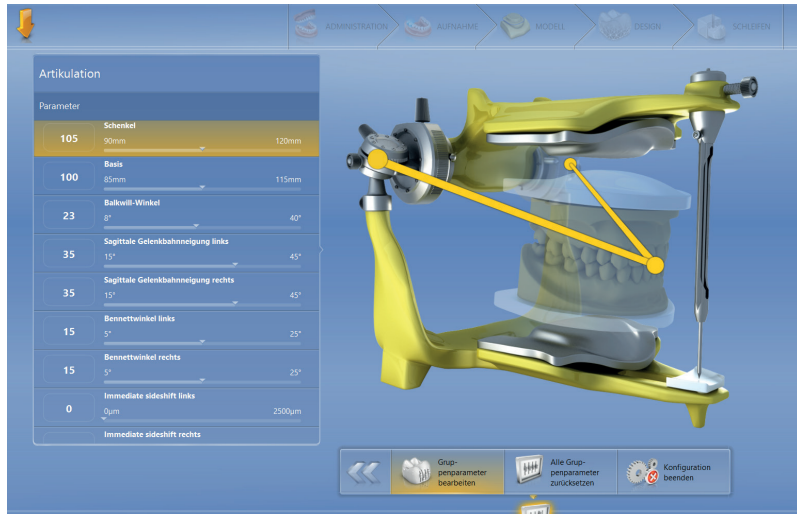 ADMINISTRATION
AUFNAHME
MODELL
DESIGN
SCHLEIFEN
Artikulation
Parameter
Schenkel
105
90mm 120mm
Basis
100
85mm 115mm
Balkwill-Winkel
23
8° 40°
Sagittale Gelenkbahnneigung links
35
15° 45°
Sagittale Gelenkbahnneigung rechts
35
15° 45°
Bennettwinkel links
15
5° 25°
Bennettwinkel rechts
15
5° 25°
Immediate sideshift links
0
0μm 2500μm
Immediate sideshift rechts
Grup-
penparameter
bearbeiten
Alle Grup-
penparameter
zurücksetzen
Konfiguration
beenden